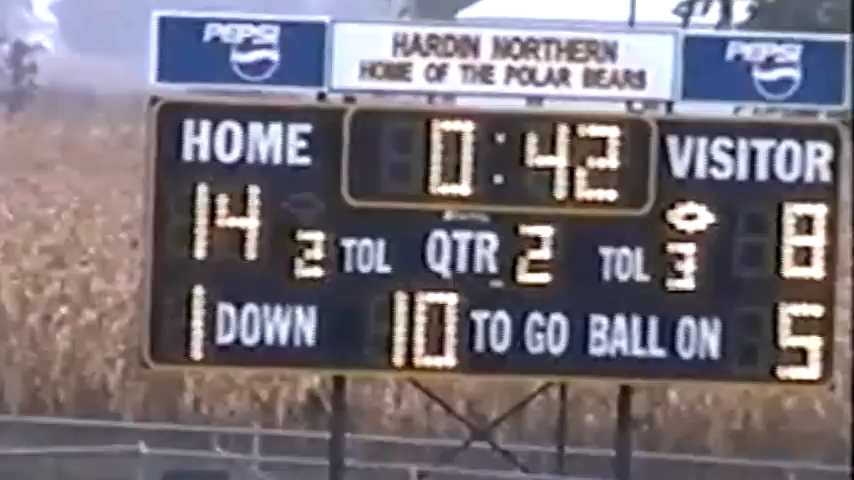 PEPSI HARDIN NORTHERN PEPSI
HOME OF THE POLAR BEARS
HOME 0:42 VISITOR
14 2 TOL QTR 2 TOL 3 8
1 DOWN 10 TO GO BALL ON 5